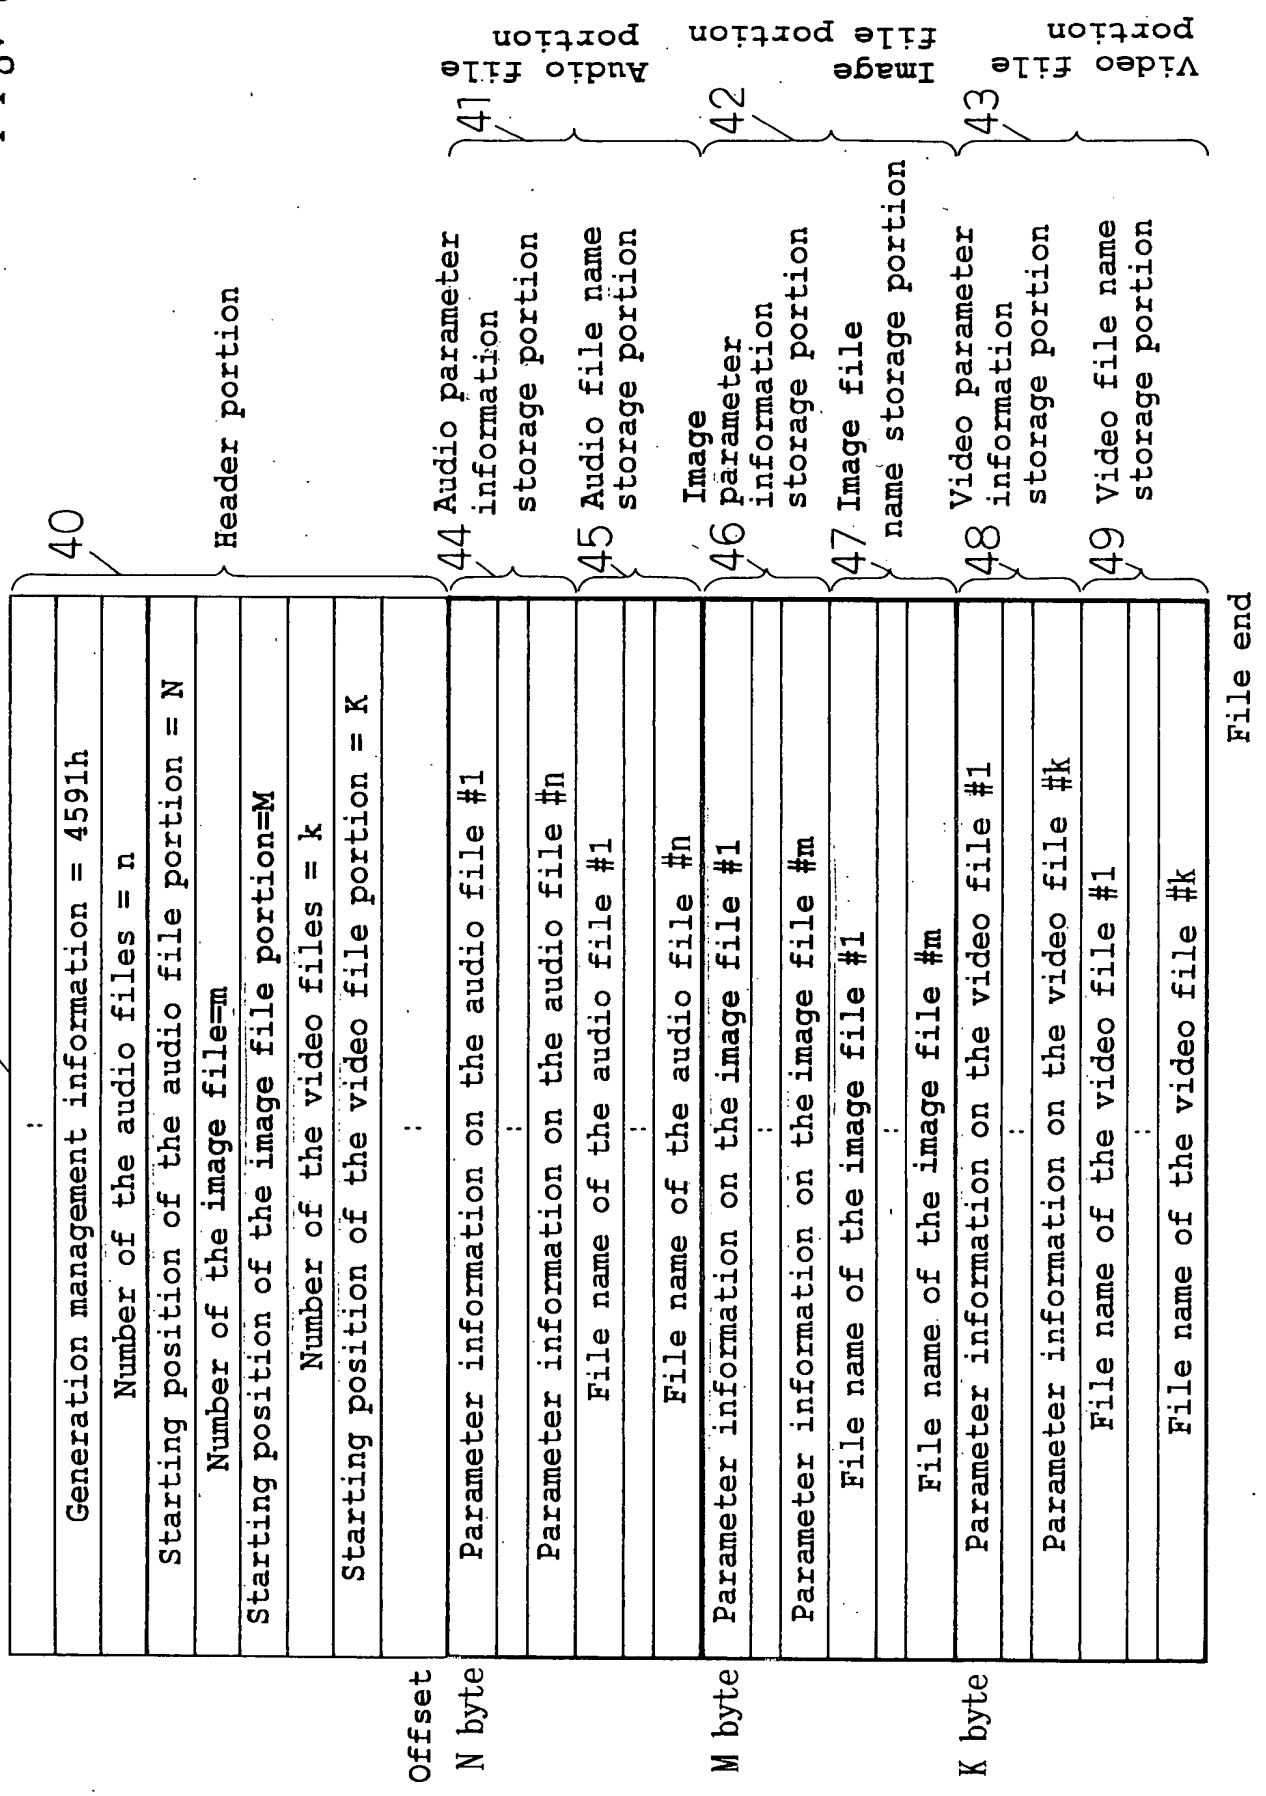 40
Header portion
:
Generation management information = 4591h
Number of the audio files = n
Starting position of the audio file portion = N
Number of the image file=m
Starting position of the image file portion=M
Number of the video files = k
Starting position of the video file portion = K
:
Offset
N byte
Parameter information on the audio file #1
:
Parameter information on the audio file #n
44 Audio parameter
information
storage portion
File name of the audio file #1
:
File name of the audio file #n
45 Audio file name
storage portion
41
Audio file
portion
M byte
Parameter information on the image file #1
:
Parameter information on the image file #m
Image
46 parameter
information
storage portion
File name of the image file #1
:
File name of the image file #m
47 Image file
name storage portion
42
Image
file portion
K byte
Parameter information on the video file #1
:
Parameter information on the video file #k
48 Video parameter
information
storage portion
File name of the video file #1
:
File name of the video file #k
49 Video file name
storage portion
43
Video file
portion
File end